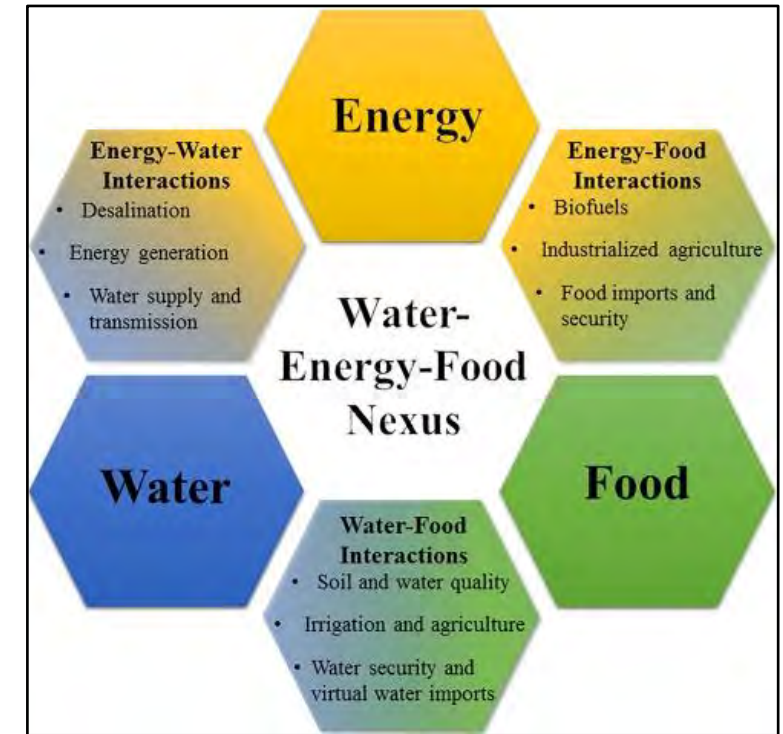 Energy
Energy-Water
Interactions
• Desalination
• Energy generation
• Water supply and
transmission
Energy-Food
Interactions
• Biofuels
• Industrialized agriculture
• Food imports and
security
Water-
Energy-Food
Nexus
Water
Food
Water-Food
Interactions
• Soil and water quality
• Irrigation and agriculture
• Water security and
virtual water imports